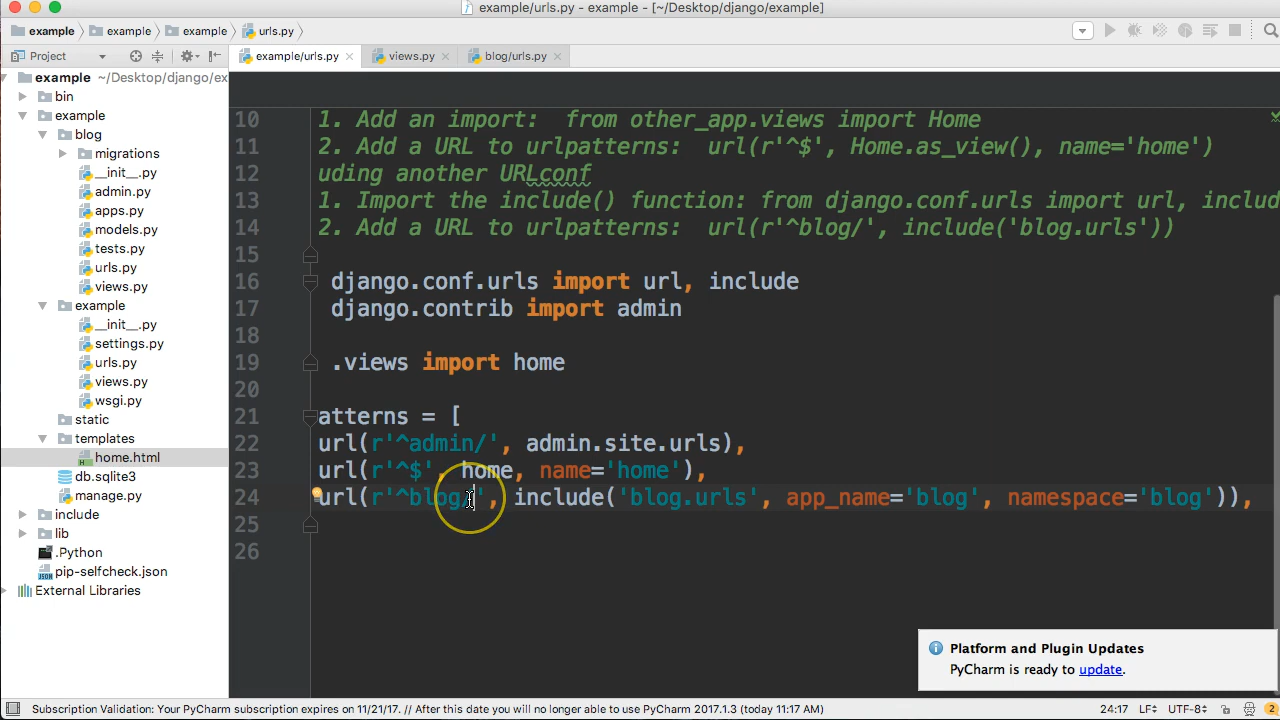 example/urls.py - example - [~/Desktop/django/example]
example
example
example
urls.py
Project
example/urls.py
views.py
blog/urls.py
example ~/Desktop/django/ex
bin
example
blog
migrations
__init__.py
admin.py
apps.py
models.py
tests.py
urls.py
views.py
example
__init__.py
settings.py
urls.py
views.py
wsgi.py
static
templates
home.html
db.sqlite3
manage.py
include
lib
.Python
pip-selfcheck.json
External Libraries
10 1. Add an import:  from other_app.views import Home
11 2. Add a URL to urlpatterns:  url(r'^$', Home.as_view(), name='home')
12 uding another URLconf
13 1. Import the include() function: from django.conf.urls import url, includ
14 2. Add a URL to urlpatterns:  url(r'^blog/', include('blog.urls'))
15
16 django.conf.urls import url, include
17 django.contrib import admin
18
19 .views import home
20
21 atterns = [
22 url(r'^admin/', admin.site.urls),
23 url(r'^$', home, name='home'),
24 url(r'^blog/', include('blog.urls', app_name='blog', namespace='blog')),
25
26
Platform and Plugin Updates
PyCharm is ready to update.
Subscription Validation: Your PyCharm subscription expires on 11/21/17. // After this date you will no longer able to use PyCharm 2017.1.3 (today 11:17 AM)
24:17 LF÷ UTF-8÷ 2